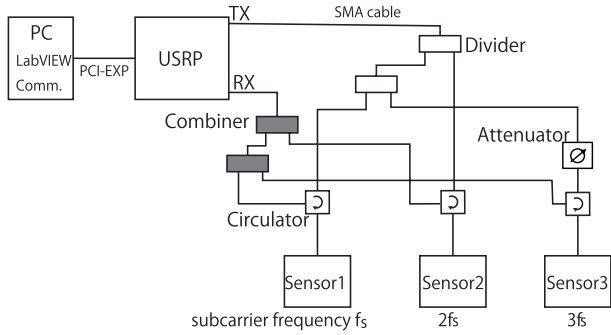 PC
LabVIEW
Comm.
PCI-EXP
USRP
TX
SMA cable
Divider
RX
Combiner
Attenuator
Circulator
Sensor1
Sensor2
Sensor3
subcarrier frequency fs
2fs
3fs